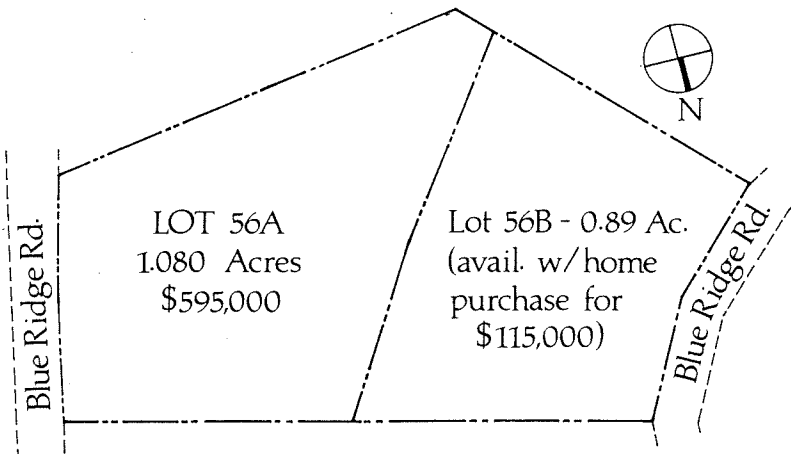 N
Blue Ridge Rd.
LOT 56A
1.080 Acres
$595,000
Lot 56B - 0.89 Ac.
(avail. w/home
purchase for
$115,000)
Blue Ridge Rd.